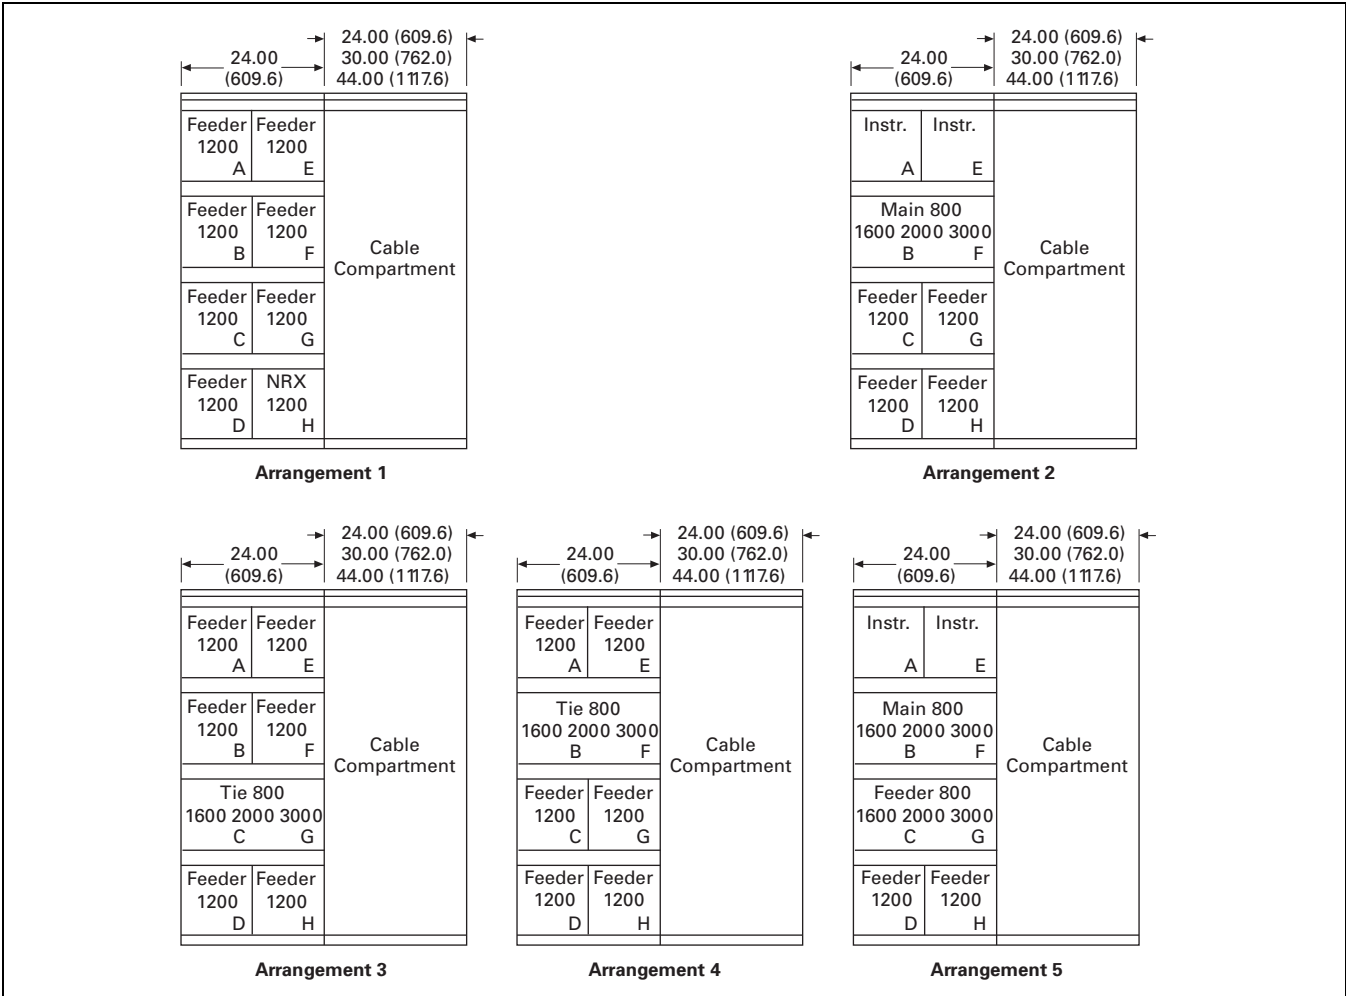 24.00 (609.6)
24.00 30.00 (762.0)
(609.6) 44.00 (1117.6)
Feeder Feeder
1200 1200
A E
Feeder Feeder
1200 1200
B F
Cable
Compartment
Feeder Feeder
1200 1200
C G
Feeder NRX
1200 1200
D H
Arrangement 1
24.00 (609.6)
24.00 30.00 (762.0)
(609.6) 44.00 (1117.6)
Instr. Instr.
A E
Main 800
1600 2000 3000
B F
Cable
Compartment
Feeder Feeder
1200 1200
C G
Feeder Feeder
1200 1200
D H
Arrangement 2
24.00 (609.6)
24.00 30.00 (762.0)
(609.6) 44.00 (1117.6)
Feeder Feeder
1200 1200
A E
Feeder Feeder
1200 1200
B F
Cable
Compartment
Tie 800
1600 2000 3000
C G
Feeder Feeder
1200 1200
D H
Arrangement 3
24.00 (609.6)
24.00 30.00 (762.0)
(609.6) 44.00 (1117.6)
Feeder Feeder
1200 1200
A E
Tie 800
1600 2000 3000
B F
Cable
Compartment
Feeder Feeder
1200 1200
C G
Feeder Feeder
1200 1200
D H
Arrangement 4
24.00 (609.6)
24.00 30.00 (762.0)
(609.6) 44.00 (1117.6)
Instr. Instr.
A E
Main 800
1600 2000 3000
B F
Cable
Compartment
Feeder 800
1600 2000 3000
C G
Feeder Feeder
1200 1200
D H
Arrangement 5